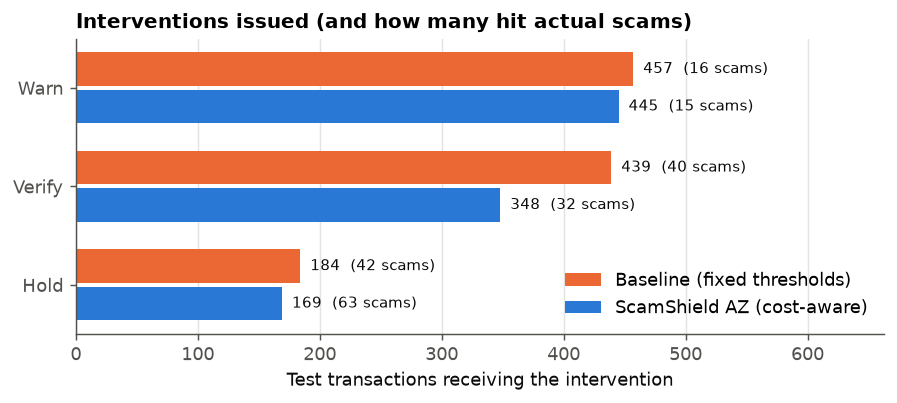 Interventions issued (and how many hit actual scams)
Warn
457 (16 scams)
445 (15 scams)
Verify
439 (40 scams)
348 (32 scams)
Hold
184 (42 scams)
169 (63 scams)
Baseline (fixed thresholds)
ScamShield AZ (cost-aware)
0 100 200 300 400 500 600
Test transactions receiving the intervention